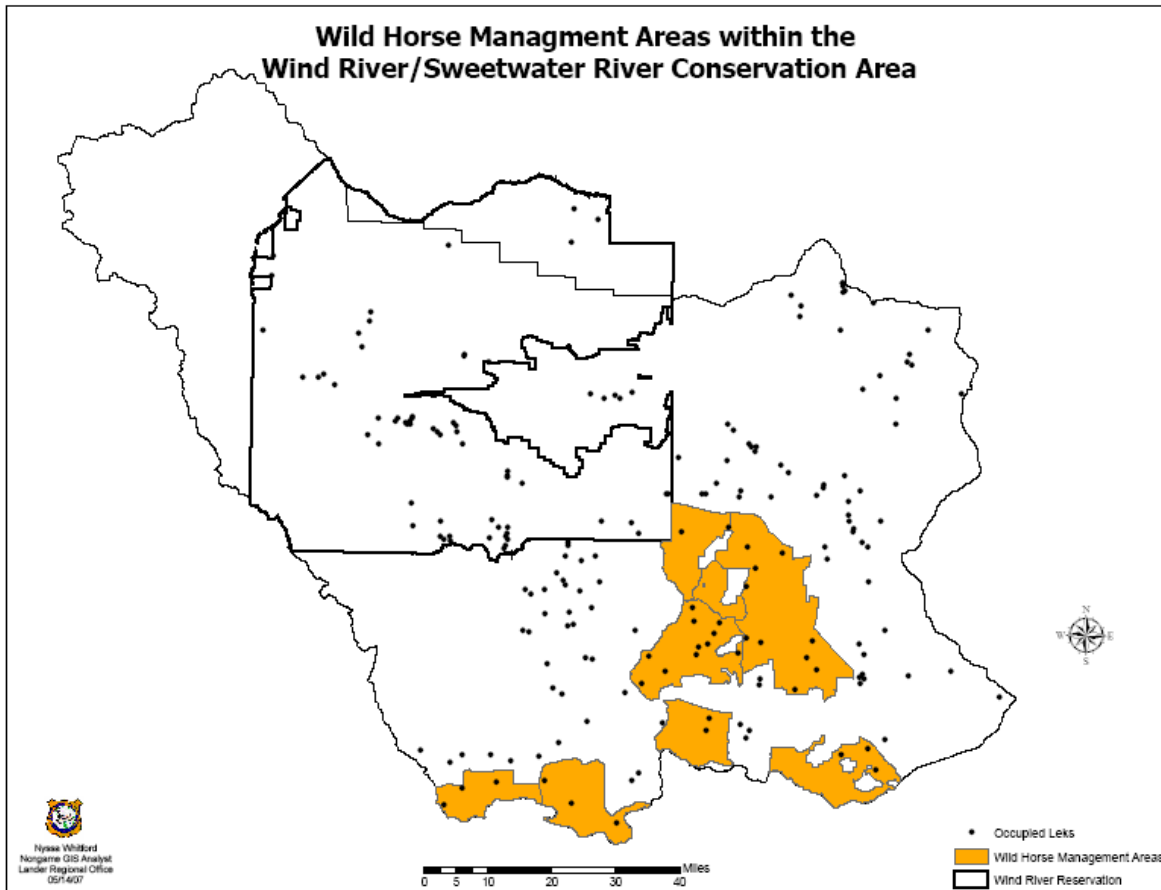 Wild Horse Managment Areas within the
Wind River/Sweetwater River Conservation Area
N
W E
S
Nyssa Whitford
Nongame GIS Analyst
Lander Regional Office
05/14/07
Miles
0 5 10 20 30 40
Occupied Leks
Wild Horse Management Areas
Wind River Reservation